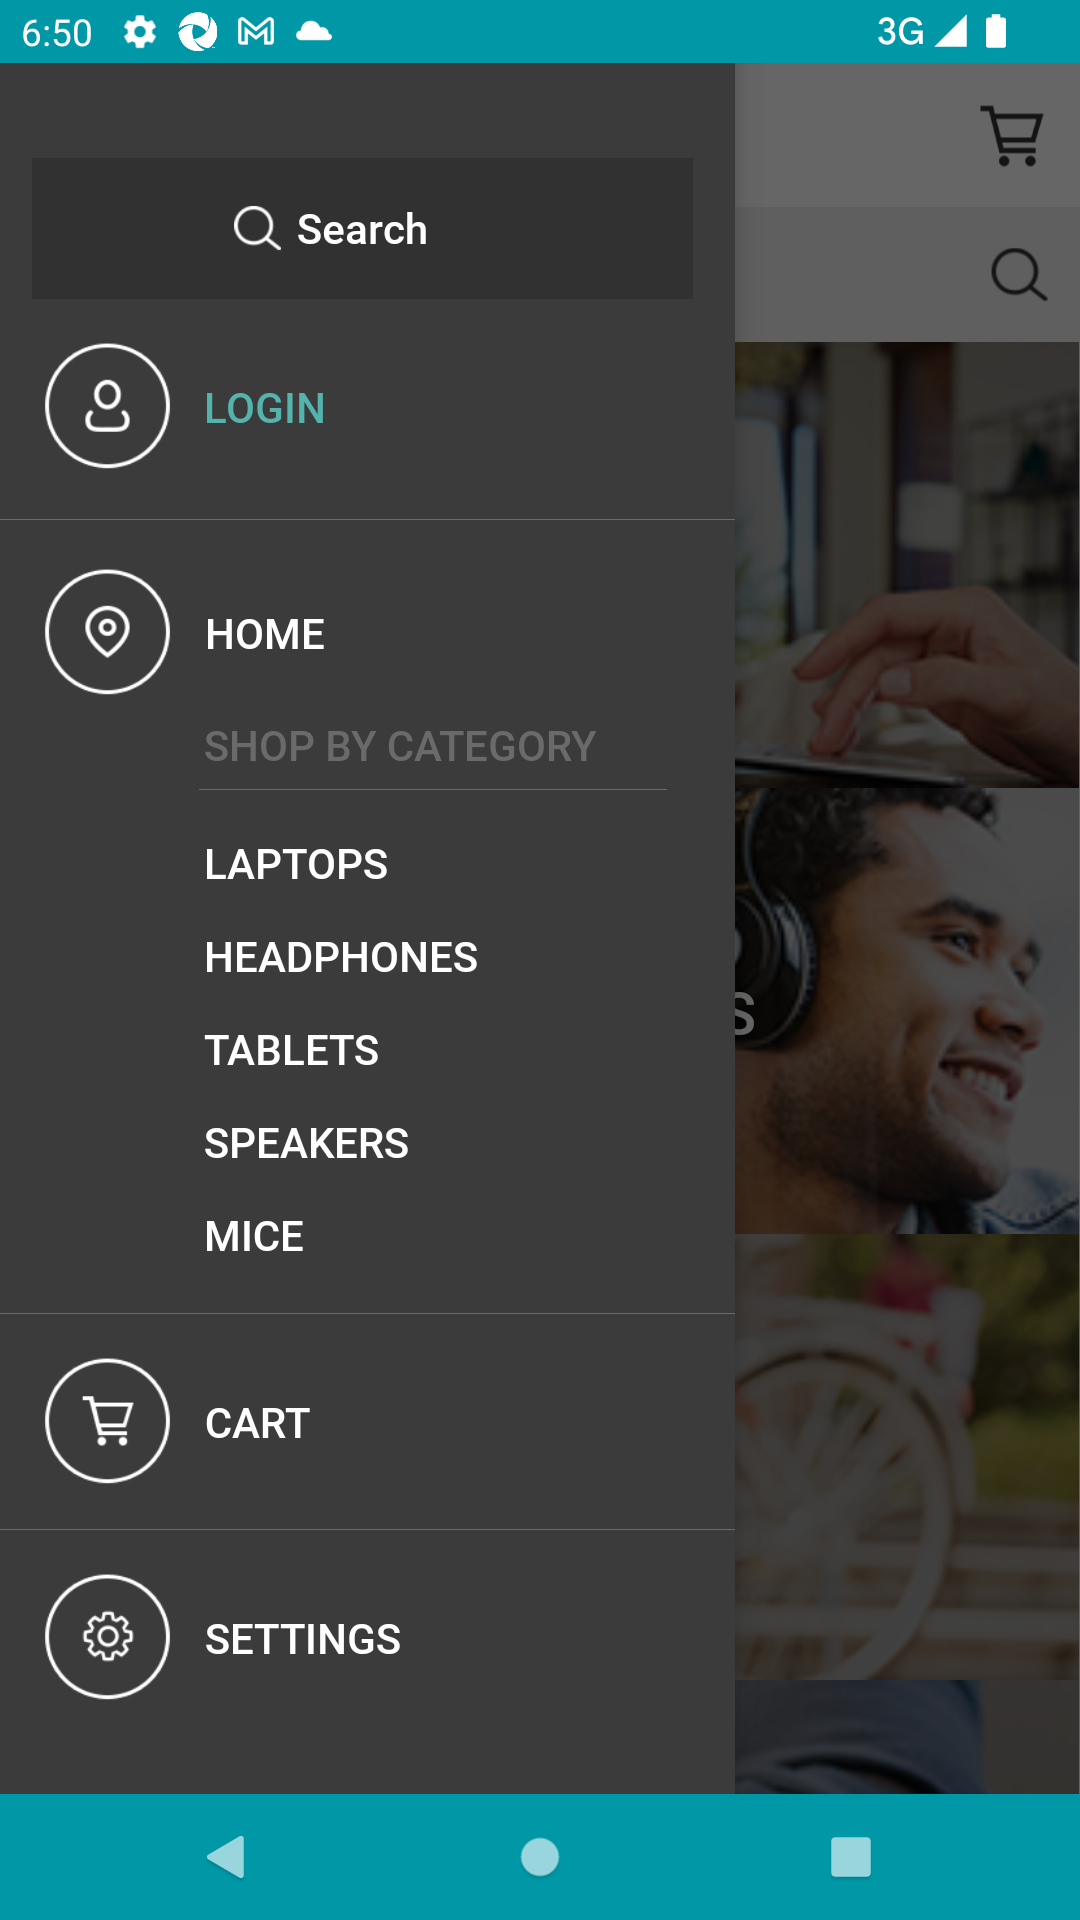 6:50 3G
Search
LOGIN
HOME
SHOP BY CATEGORY
LAPTOPS
HEADPHONES
S
TABLETS
SPEAKERS
MICE
CART
SETTINGS